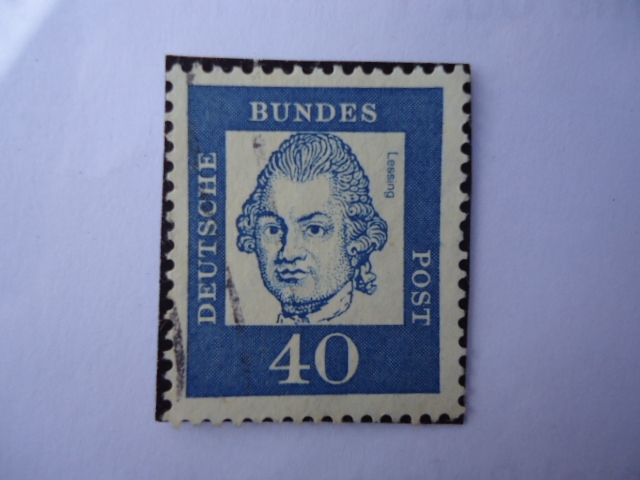 DEUTSCHE
BUNDES
POST
Lessing
40